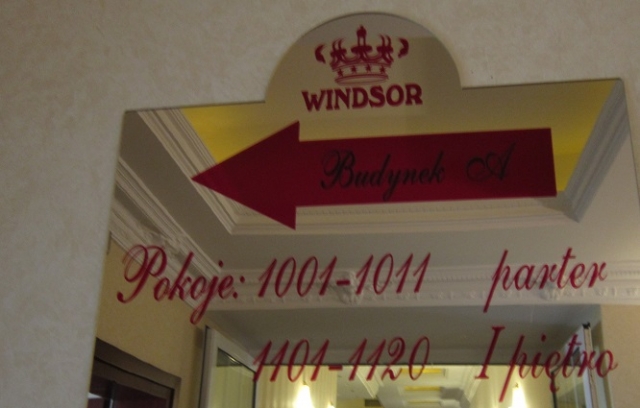 WINDSOR
Budynek A
Pokoje: 1001-1011 parter
1101-1120 I piętro